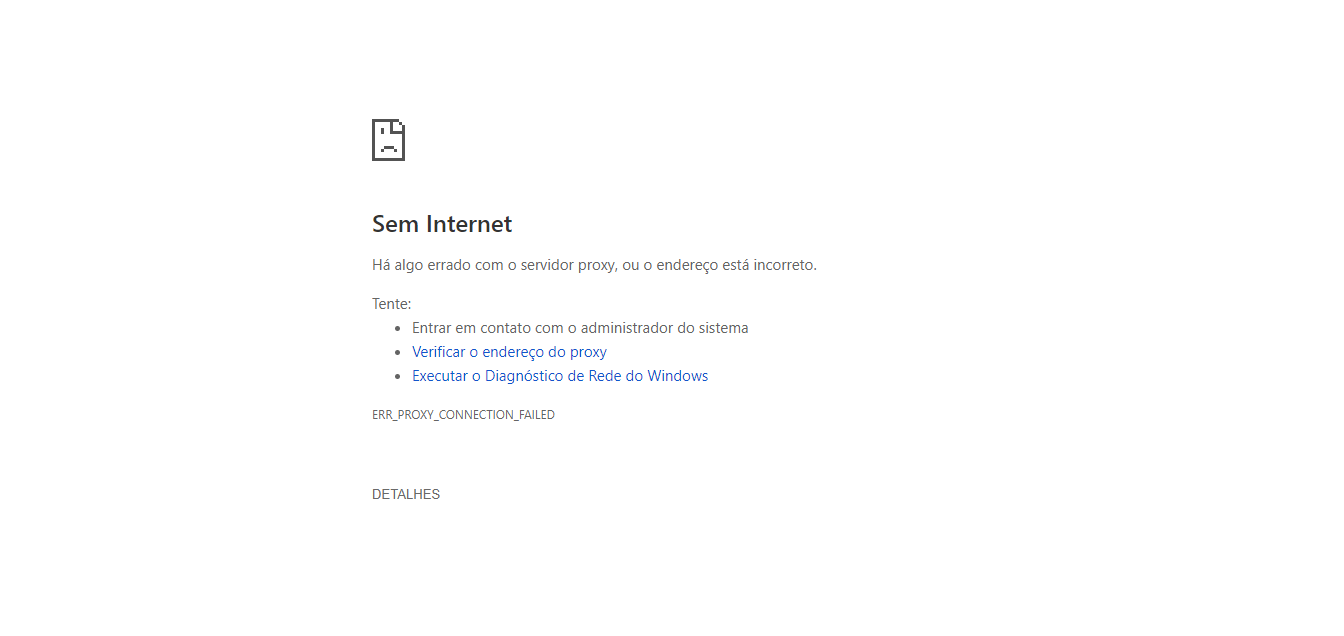 Sem Internet
Há algo errado com o servidor proxy, ou o endereço está incorreto.
Tente:
• Entrar em contato com o administrador do sistema
• Verificar o endereço do proxy
• Executar o Diagnóstico de Rede do Windows
ERR_PROXY_CONNECTION_FAILED
DETALHES